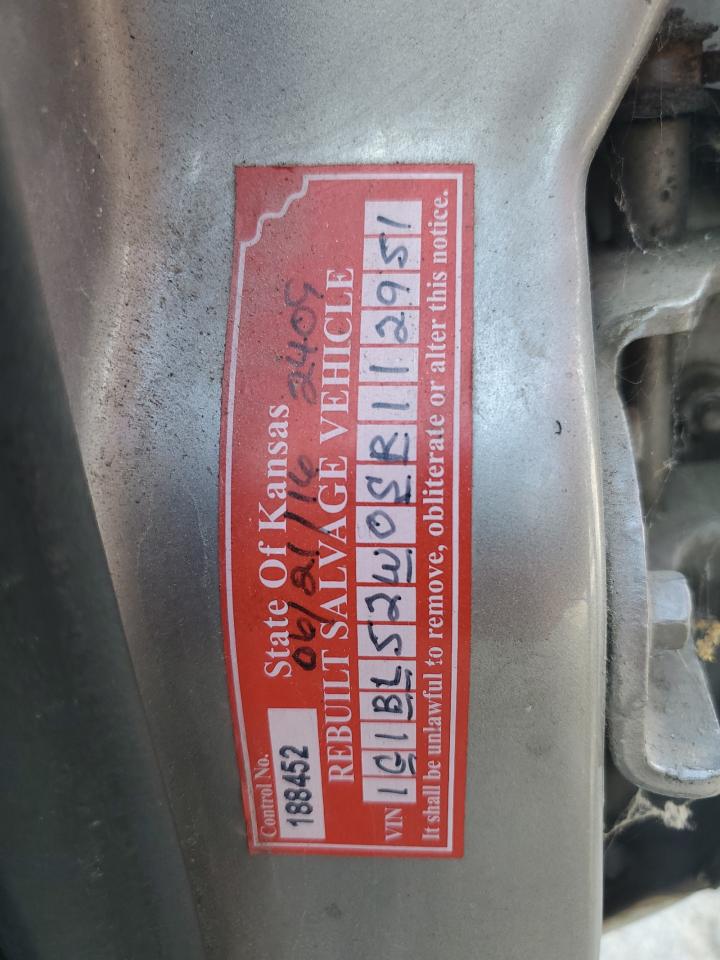 Control No.
188452
State Of Kansas
06/21/16 2409
REBUILT SALVAGE VEHICLE
VIN 1G1BL52W0SR112951
It shall be unlawful to remove, obliterate or alter this notice.